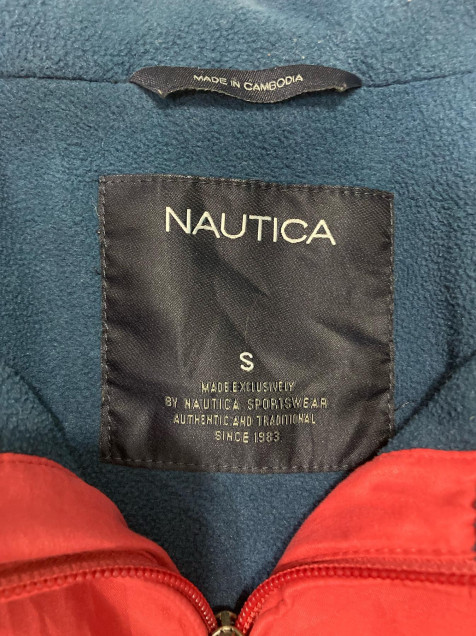 MADE IN CAMBODIA
NAUTICA
S
MADE EXCLUSIVELY
BY NAUTICA SPORTSWEAR
AUTHENTIC AND TRADITIONAL
SINCE 1983